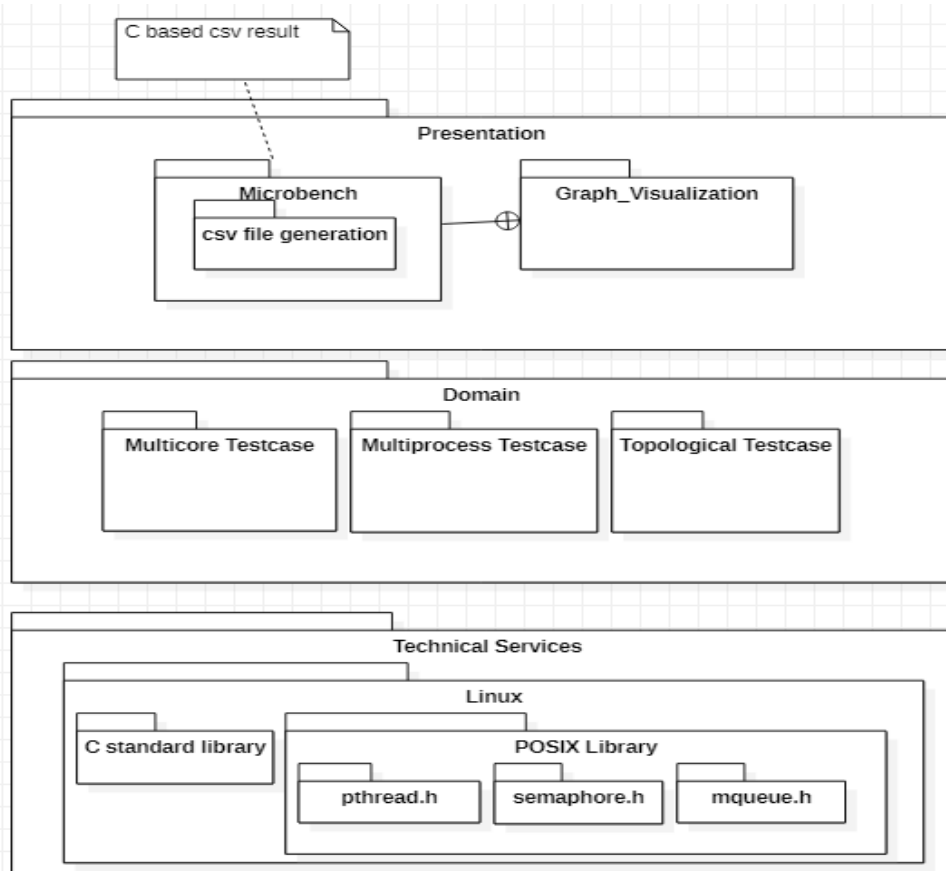 C based csv result
Presentation
Microbench
Graph_Visualization
csv file generation
Domain
Multicore Testcase
Multiprocess Testcase
Topological Testcase
Technical Services
Linux
C standard library
POSIX Library
pthread.h
semaphore.h
mqueue.h